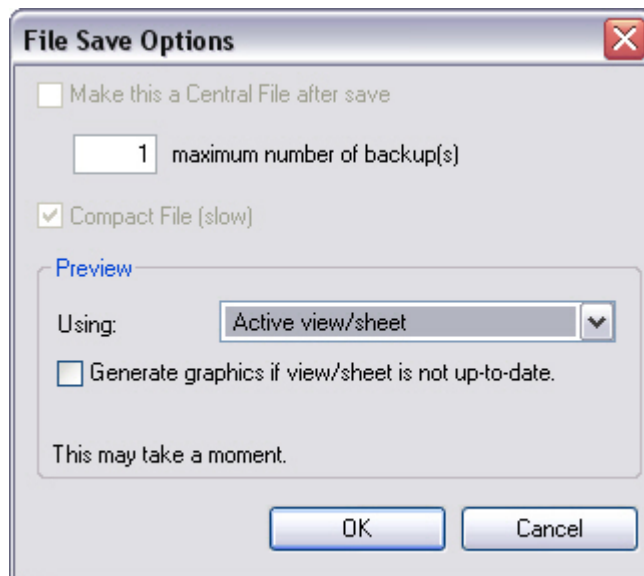 File Save Options
Make this a Central File after save
1 maximum number of backup(s)
Compact File (slow)
Preview
Using: Active view/sheet
Generate graphics if view/sheet is not up-to-date.
This may take a moment.
OK Cancel